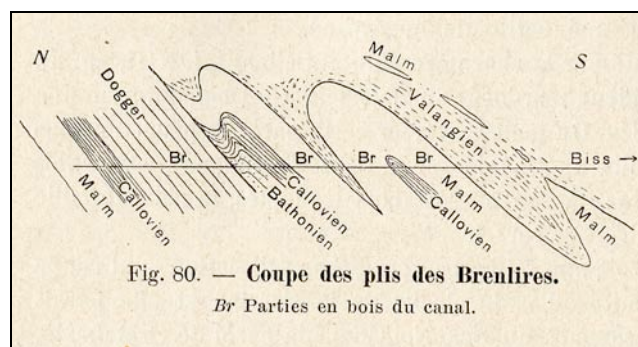 N
S
Malm
Valangien
Dogger
Br
Br
Br
Br
Biss →
Malm
Callovien
Callovien
Bathonien
Callovien
Malm
Malm
Fig. 80. — Coupe des plis des Brenlires.
Br Parties en bois du canal.